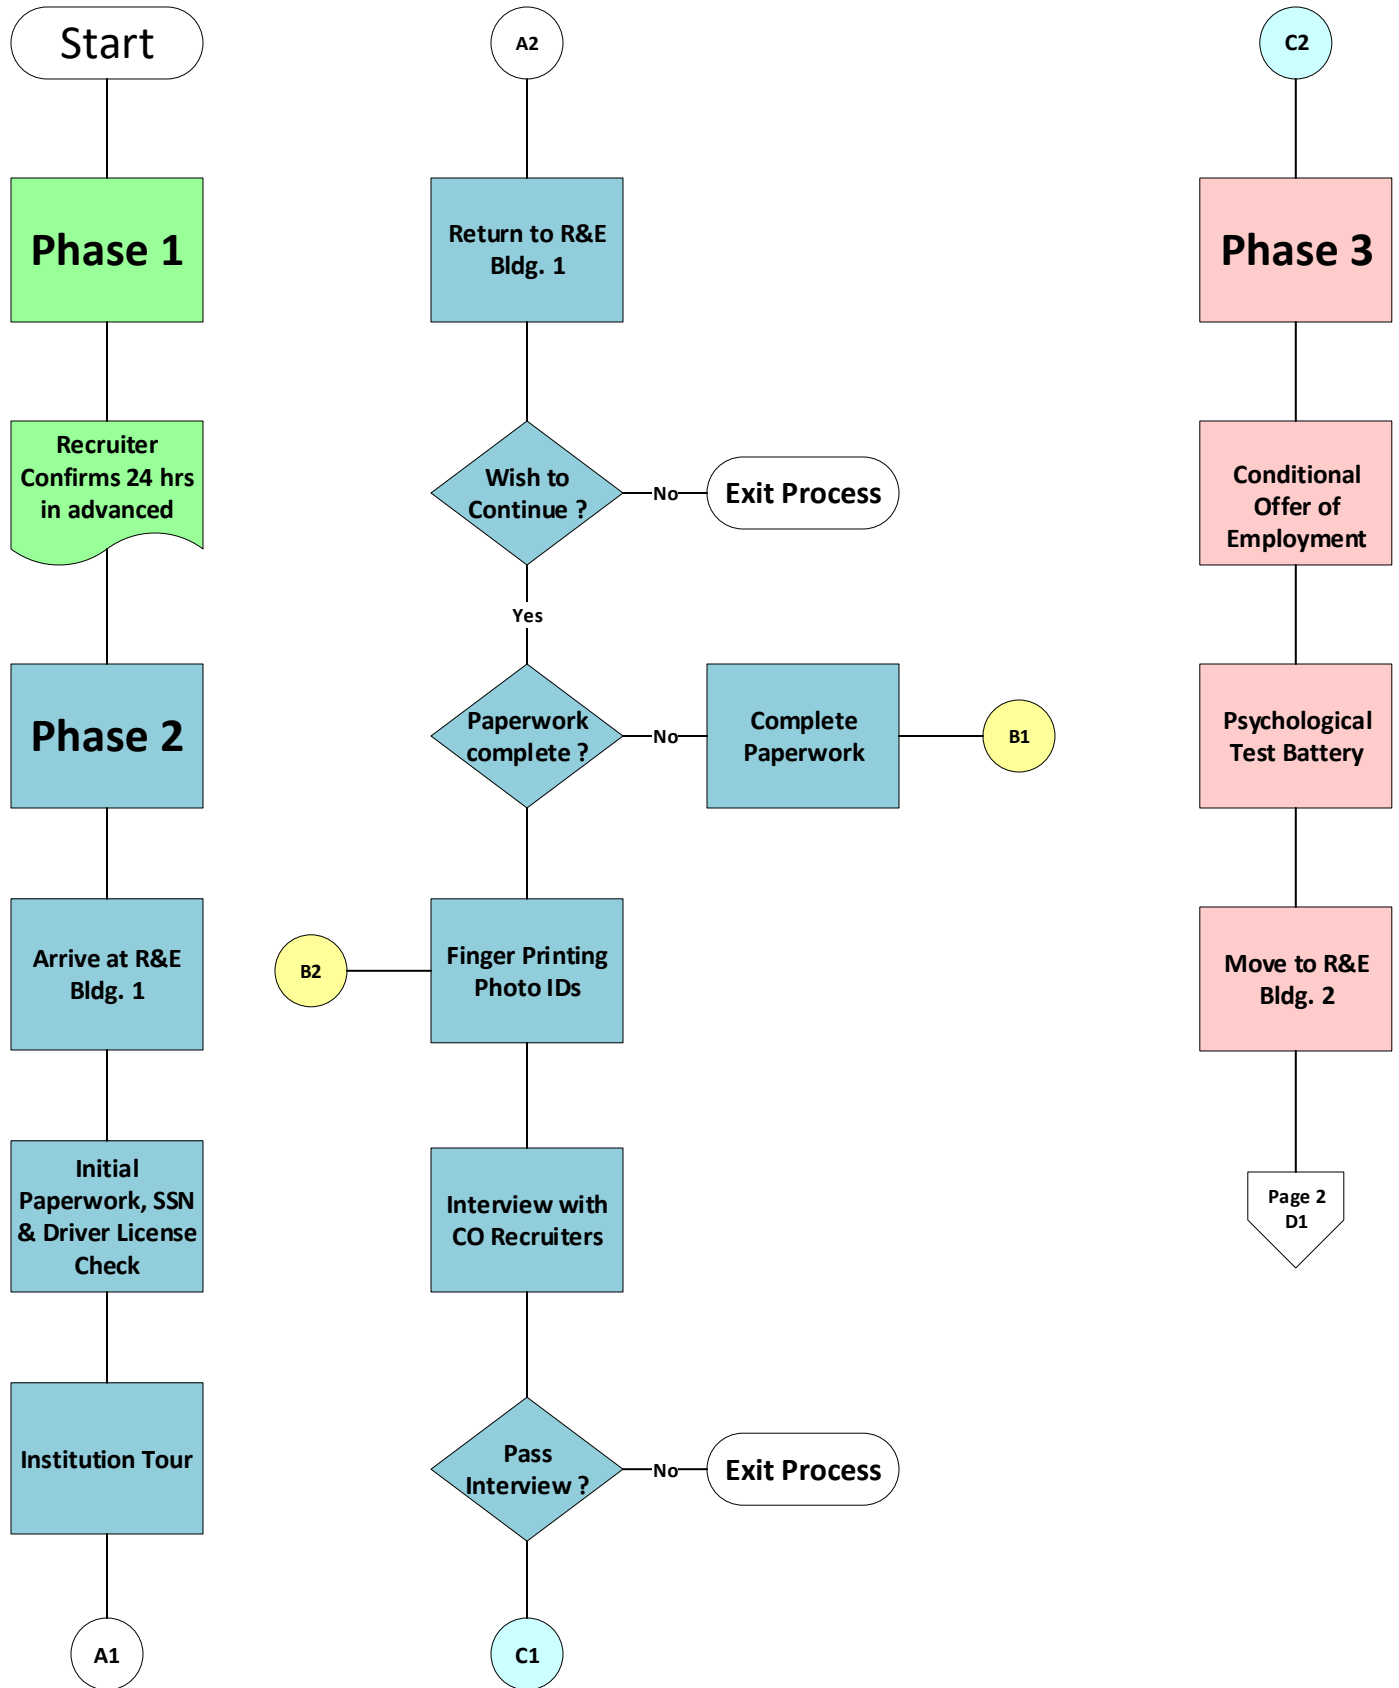 Start
Phase 1
Recruiter
Confirms 24 hrs
in advanced
Phase 2
Arrive at R&E
Bldg. 1
Initial
Paperwork, SSN
& Driver License
Check
Institution Tour
A1
A2
Return to R&E
Bldg. 1
Wish to
Continue ?
No
Exit Process
Yes
Paperwork
complete ?
No
Complete
Paperwork
B1
B2
Finger Printing
Photo IDs
Interview with
CO Recruiters
Pass
Interview ?
No
Exit Process
C1
C2
Phase 3
Conditional
Offer of
Employment
Psychological
Test Battery
Move to R&E
Bldg. 2
Page 2
D1